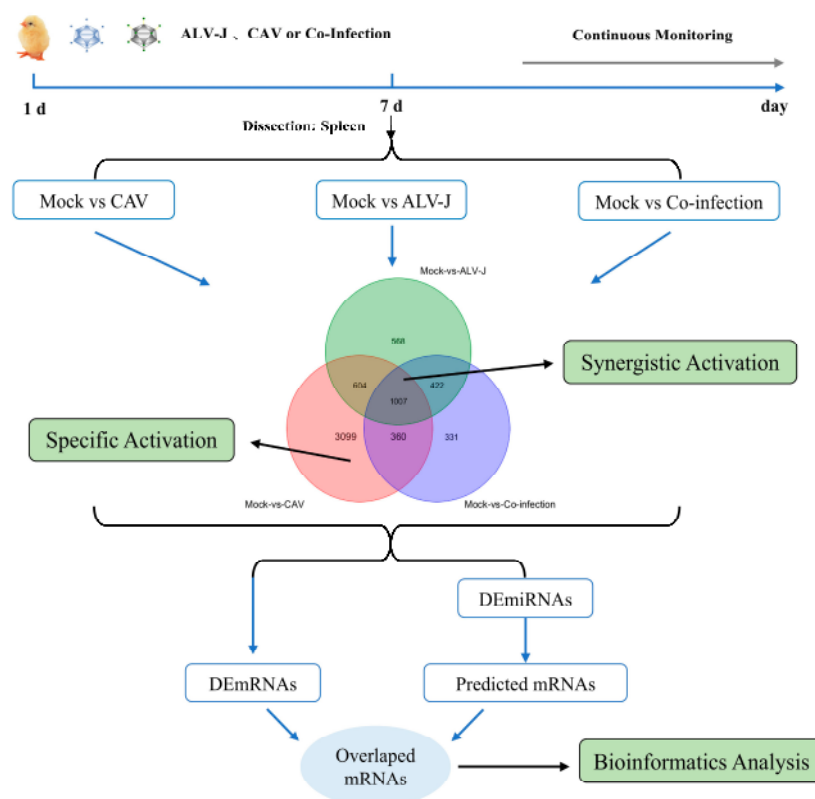 ALV-J 、CAV or Co-Infection
Continuous Monitoring
1 d
7 d
day
Dissection: Spleen
Mock vs CAV
Mock vs ALV-J
Mock vs Co-infection
Mock-vs-ALV-J
568
Synergistic Activation
604
422
1007
Specific Activation
3099
360
331
Mock-vs-CAV
Mock-vs-Co-infection
DEmiRNAs
DEmRNAs
Predicted mRNAs
Overlaped
mRNAs
Bioinformatics Analysis